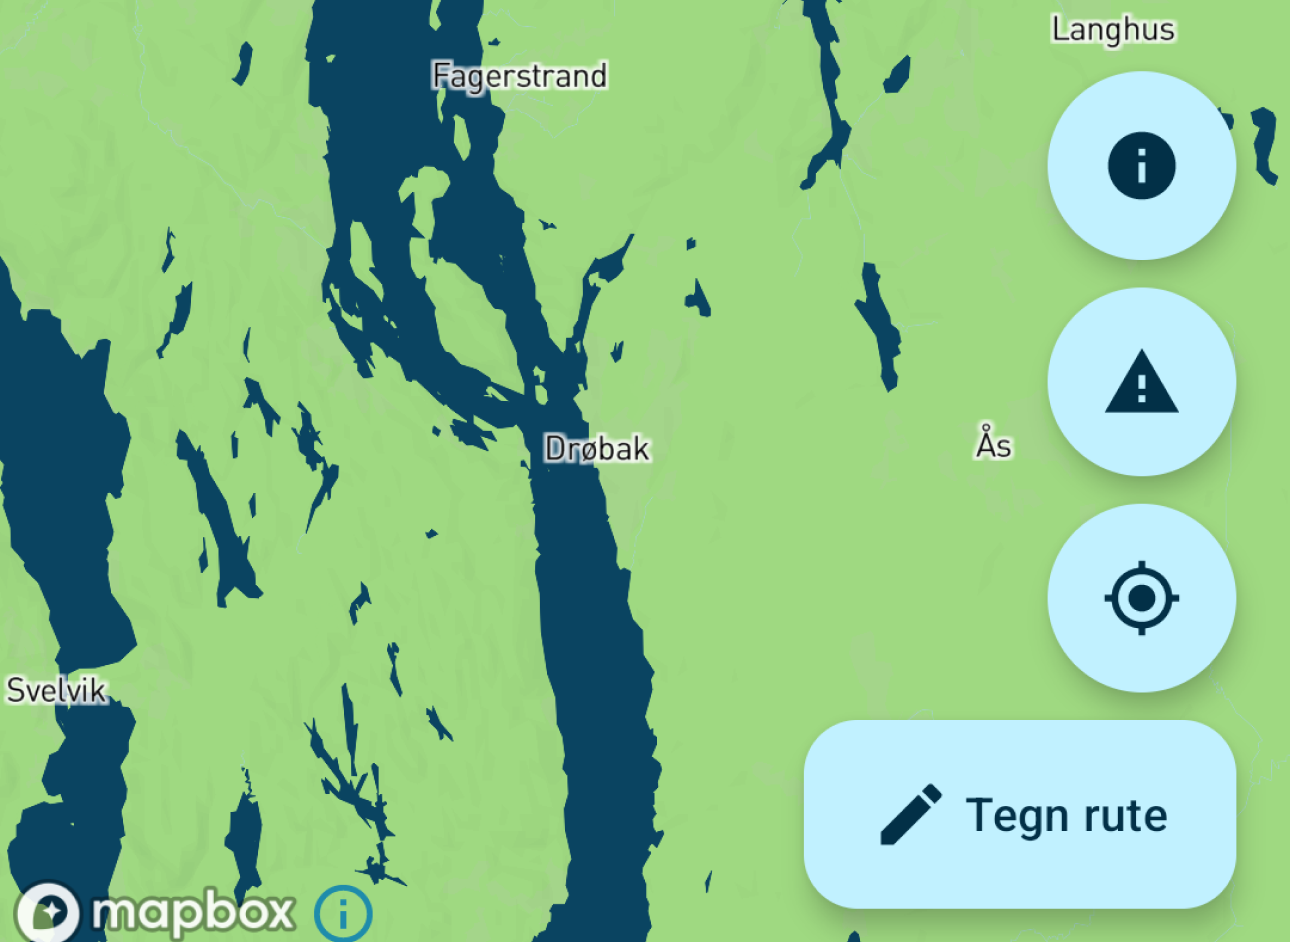 Langhus
Fagerstrand
Drøbak
Ås
Svelvik
Tegn rute
mapbox